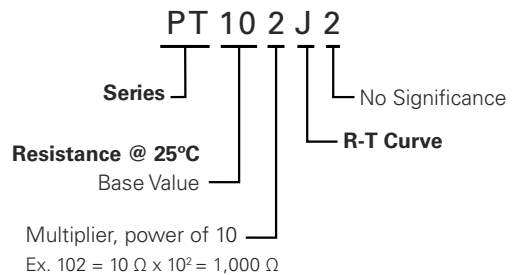 PT 10 2 J 2
Series
No Significance
R-T Curve
Resistance @ 25ºC
Base Value
Multiplier, power of 10
Ex. 102 = 10 Ω x 10² = 1,000 Ω